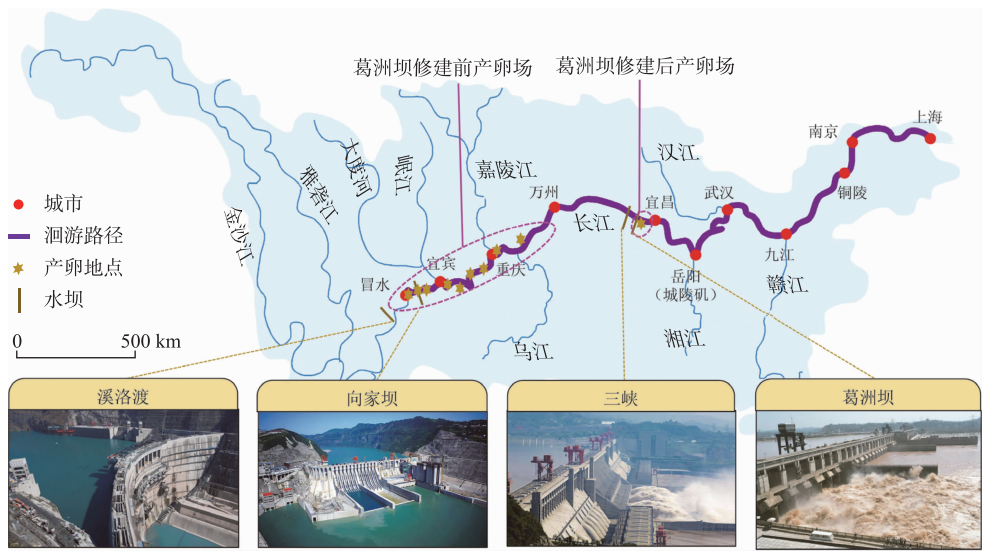 葛洲坝修建前产卵场
葛洲坝修建后产卵场
上海
南京
铜陵
汉江
武汉
九江
赣江
宜昌
岳阳
(城陵矶)
湘江
长江
万州
嘉陵江
岷江
大度河
雅砻江
金沙江
宜宾
重庆
冒水
乌江
城市
洄游路径
产卵地点
水坝
0 500 km
溪洛渡
向家坝
三峡
葛洲坝